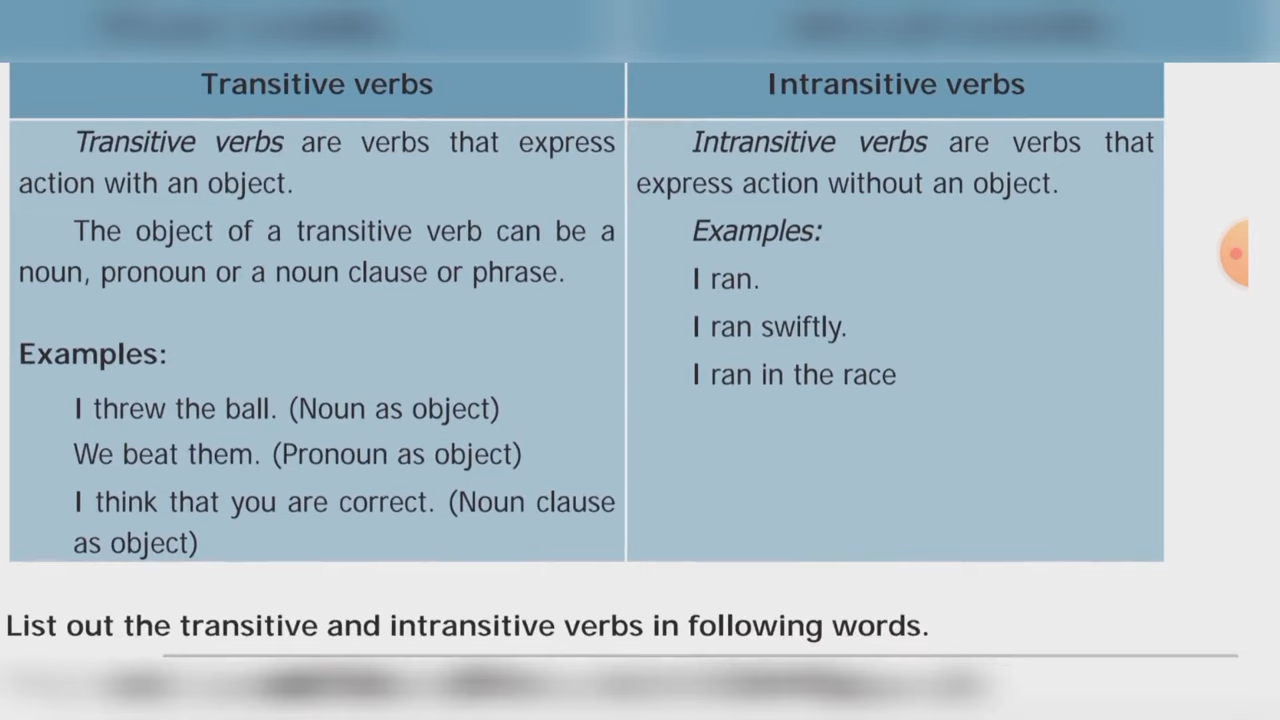 Transitive verbs
Transitive verbs are verbs that express
action with an object.
The object of a transitive verb can be a
noun, pronoun or a noun clause or phrase.
Examples:
I threw the ball. (Noun as object)
We beat them. (Pronoun as object)
I think that you are correct. (Noun clause
as object)
Intransitive verbs
Intransitive verbs are verbs that
express action without an object.
Examples:
I ran.
I ran swiftly.
I ran in the race
List out the transitive and intransitive verbs in following words.